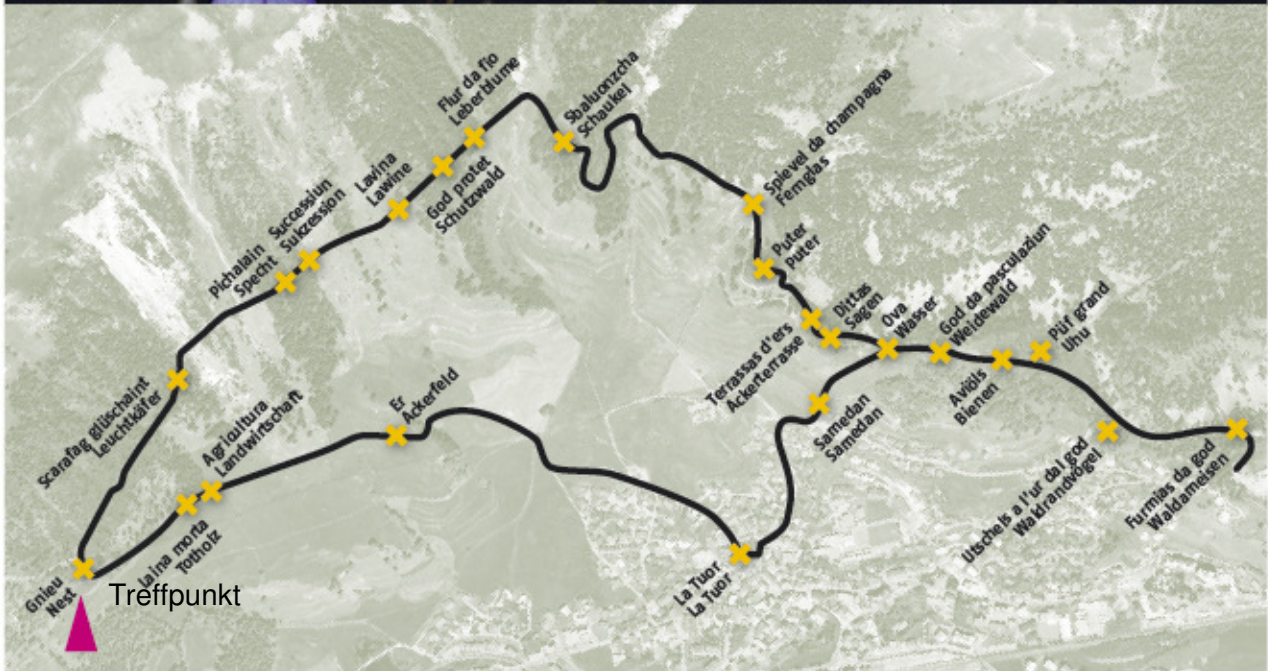 Flur da fio
Leberblume
Sbaluonzcha
Schaukel
Spievel da champagna
Fernglas
Lavina
Lawine
God protet
Schutzwald
Successiun
Sukzession
Pichalain
Specht
Puter
Puter
Dittas
Sagen
Ova
Wasser
God da pasculaziun
Weidewald
Püf grand
Uhu
Terrassas d'ers
Ackerterrasse
Aviöls
Bienen
Scarafag glüschaint
Leuchtkäfer
Agricultura
Landwirtschaft
Er
Ackerfeld
Samedan
Samedan
Utschels a l'ur dal god
Waldrandvögel
Furmias da god
Waldameisen
Laina morta
Totholz
Gnieu
Nest
Treffpunkt
La Tuor
La Tuor